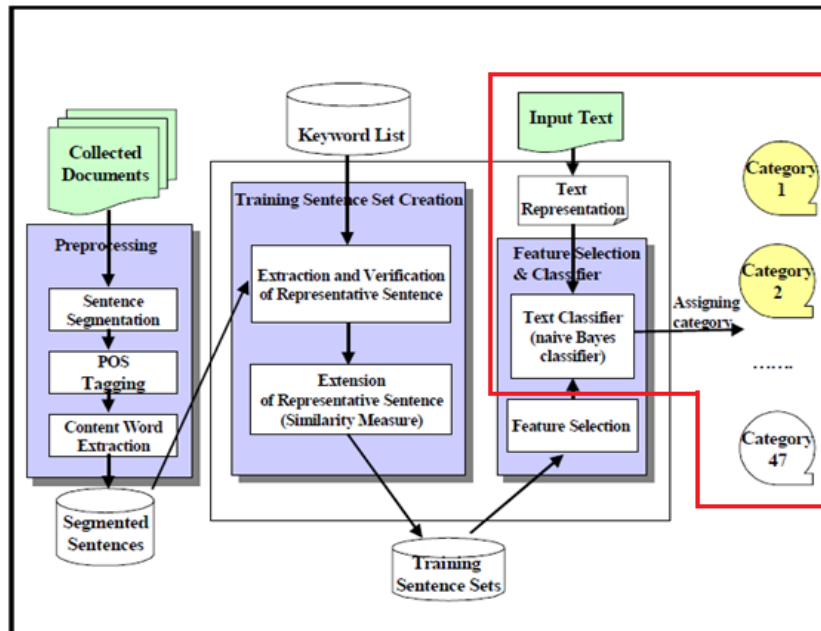 Collected
Documents
Preprocessing
Sentence
Segmentation
POS
Tagging
Content Word
Extraction
Segmented
Sentences
Keyword List
Training Sentence Set Creation
Extraction and Verification
of Representative Sentence
Extension
of Representative Sentence
(Similarity Measure)
Training
Sentence Sets
Input Text
Text
Representation
Feature Selection
& Classifier
Text Classifier
(naive Bayes
classifier)
Feature Selection
Assigning
category
Category
1
Category
2
……
Category
47